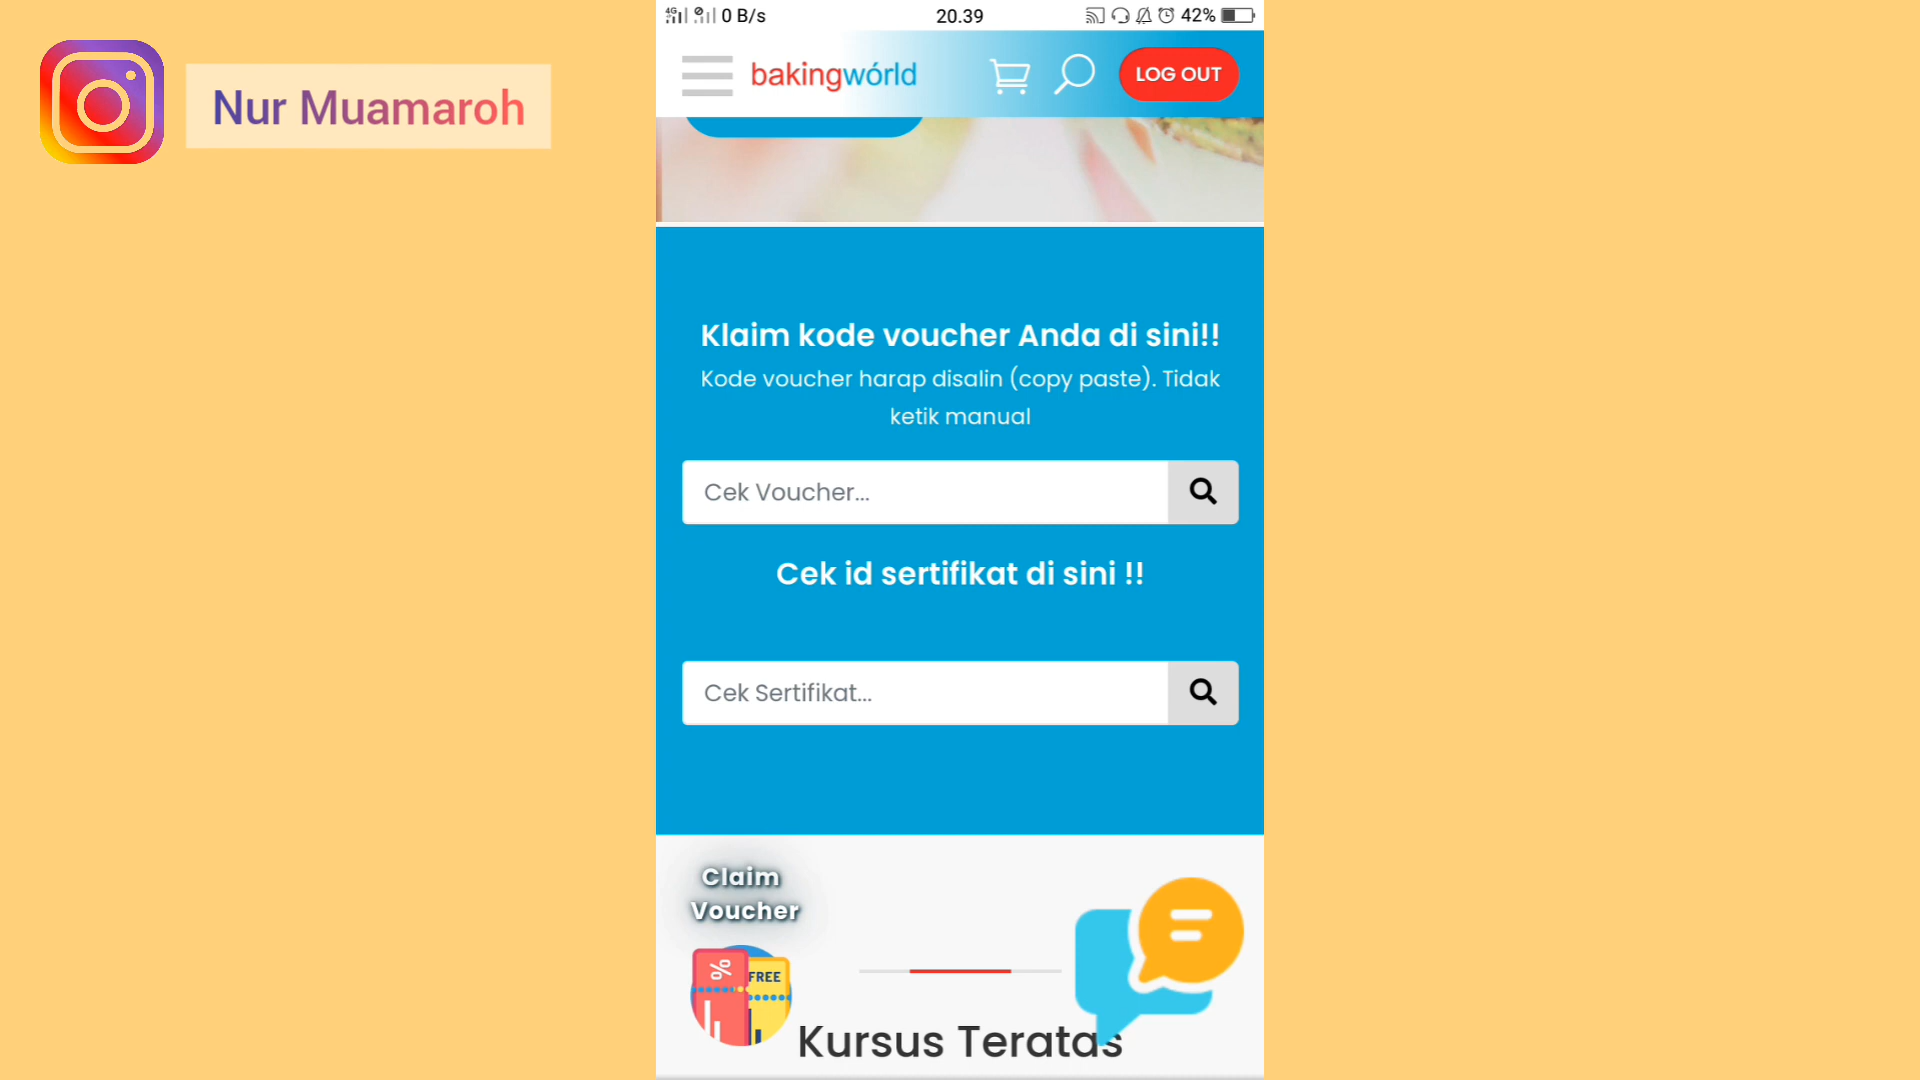 Nur Muamaroh
4G 0 B/s 20.39 42%
bakingwórld LOG OUT
Klaim kode voucher Anda di sini!!
Kode voucher harap disalin (copy paste). Tidak
ketik manual
Cek Voucher...
Cek id sertifikat di sini !!
Cek Sertifikat...
Claim
Voucher
% FREE
Kursus Teratas